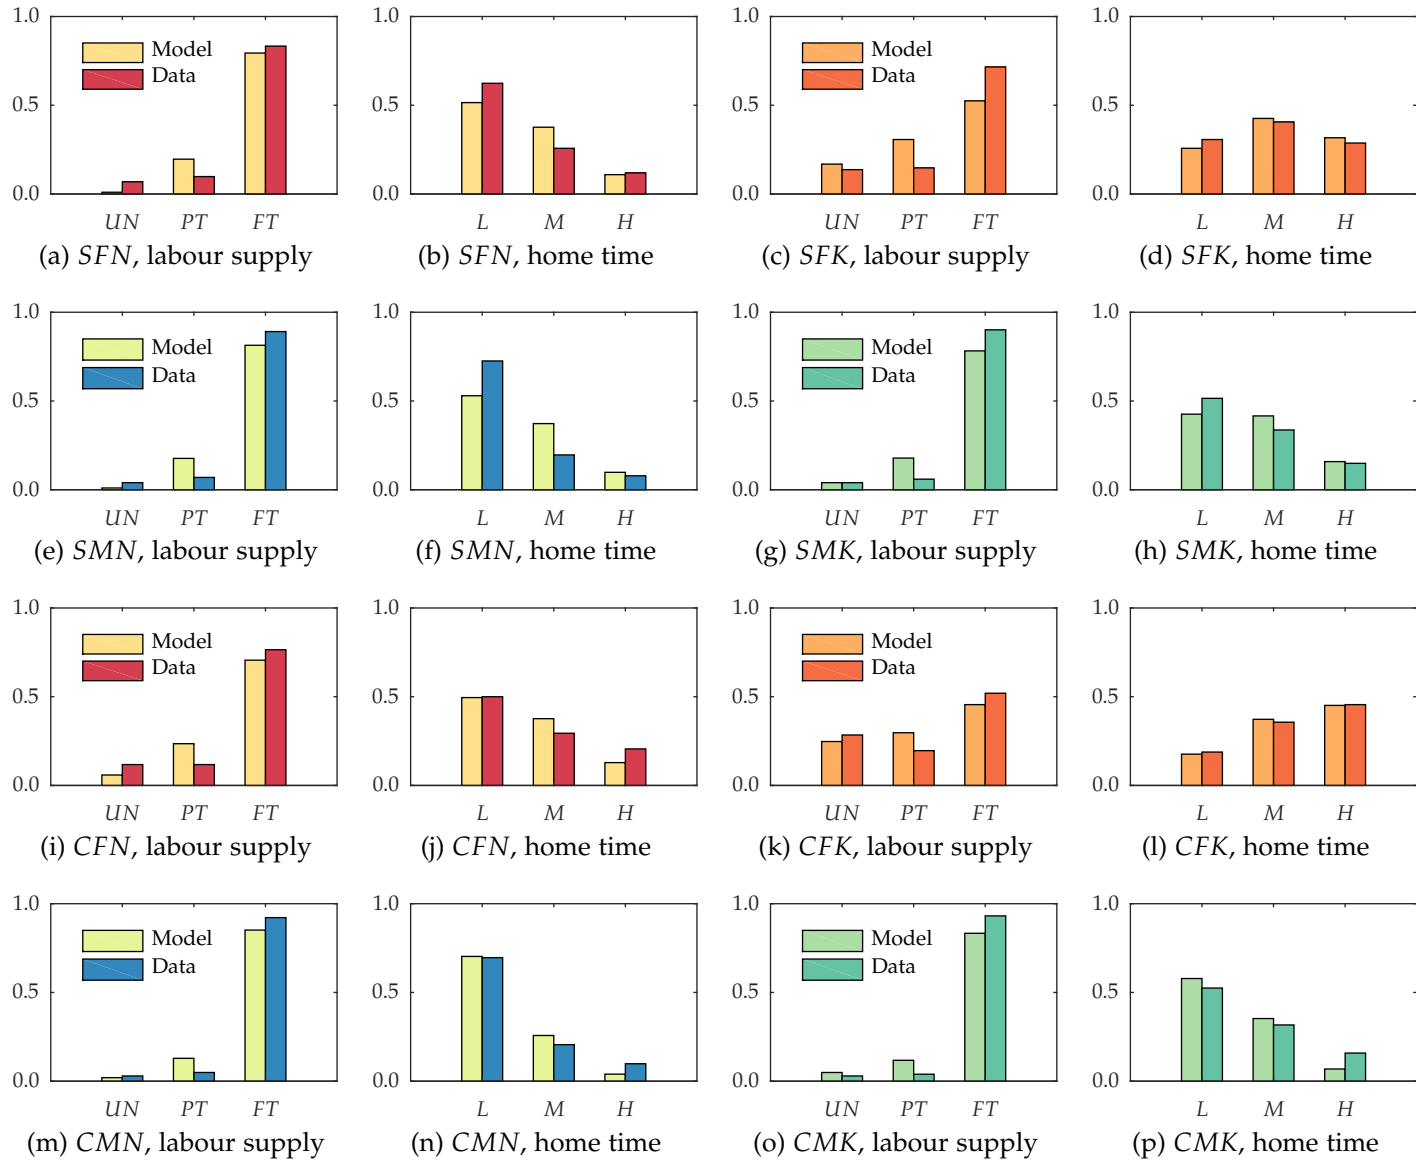 1.0 1.0 1.0 1.0
Model Model
Data Data
0.5 0.5 0.5 0.5
0.0 0.0 0.0 0.0
UN PT FT L M H UN PT FT L M H
(a) SFN, labour supply (b) SFN, home time (c) SFK, labour supply (d) SFK, home time
1.0 1.0 1.0 1.0
Model Model
Data Data
0.5 0.5 0.5 0.5
0.0 0.0 0.0 0.0
UN PT FT L M H UN PT FT L M H
(e) SMN, labour supply (f) SMN, home time (g) SMK, labour supply (h) SMK, home time
1.0 1.0 1.0 1.0
Model Model
Data Data
0.5 0.5 0.5 0.5
0.0 0.0 0.0 0.0
UN PT FT L M H UN PT FT L M H
(i) CFN, labour supply (j) CFN, home time (k) CFK, labour supply (l) CFK, home time
1.0 1.0 1.0 1.0
Model Model
Data Data
0.5 0.5 0.5 0.5
0.0 0.0 0.0 0.0
UN PT FT L M H UN PT FT L M H
(m) CMN, labour supply (n) CMN, home time (o) CMK, labour supply (p) CMK, home time